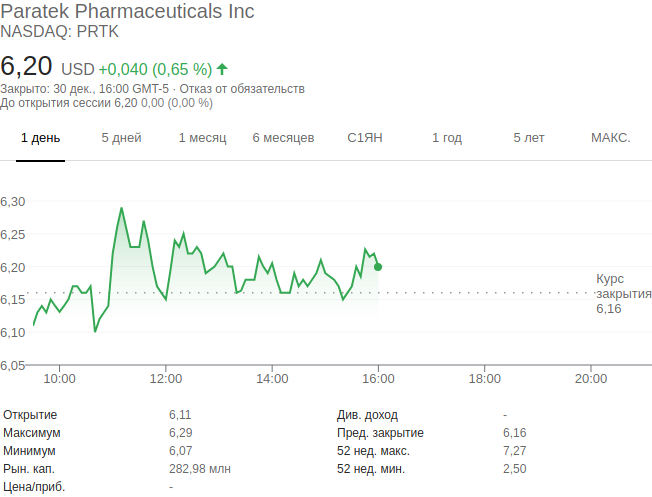 Paratek Pharmaceuticals Inc
NASDAQ: PRTK
6,20 USD +0,040 (0,65 %)
Закрыто: 30 дек., 16:00 GMT-5 · Отказ от обязательств
До открытия сессии 6,20 0,00 (0,00 %)
1 день 5 дней 1 месяц 6 месяцев С1ЯН 1 год 5 лет МАКС.
6,30
6,25
6,20
6,15
6,10
6,05
Курс
закрытия
6,16
10:00 12:00 14:00 16:00 18:00 20:00
Открытие 6,11 Див. доход -
Максимум 6,29 Пред. закрытие 6,16
Минимум 6,07 52 нед. макс. 7,27
Рын. кап. 282,98 млн 52 нед. мин. 2,50
Цена/приб. -